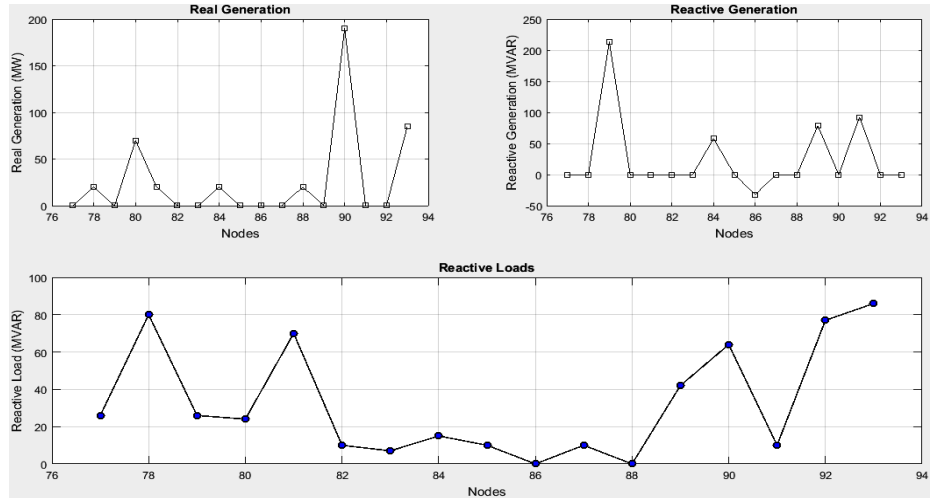 Real Generation
Real Generation (MW)
200
150
100
50
0
76 78 80 82 84 86 88 90 92 94
Nodes
Reactive Generation
Reactive Generation (MVAR)
250
200
150
100
50
0
-50
76 78 80 82 84 86 88 90 92 94
Nodes
Reactive Loads
Reactive Load (MVAR)
100
80
60
40
20
0
76 78 80 82 84 86 88 90 92 94
Nodes